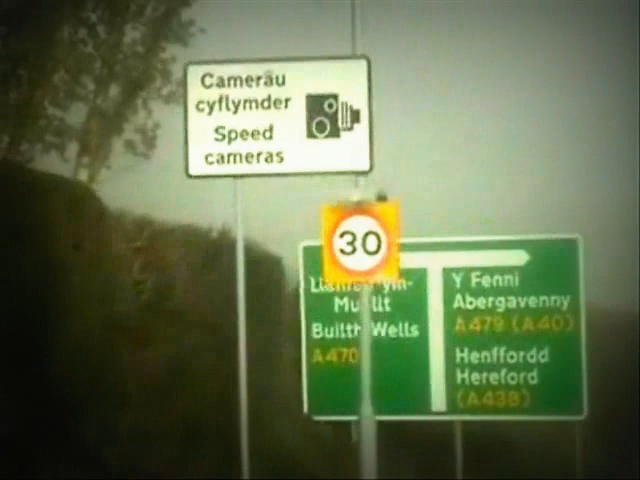 Camerâu
cyflymder
Speed
cameras
30
Builth Wells
A470
Y Fenni
Abergavenny
A479 (A40)
Henffordd
Hereford
(A438)